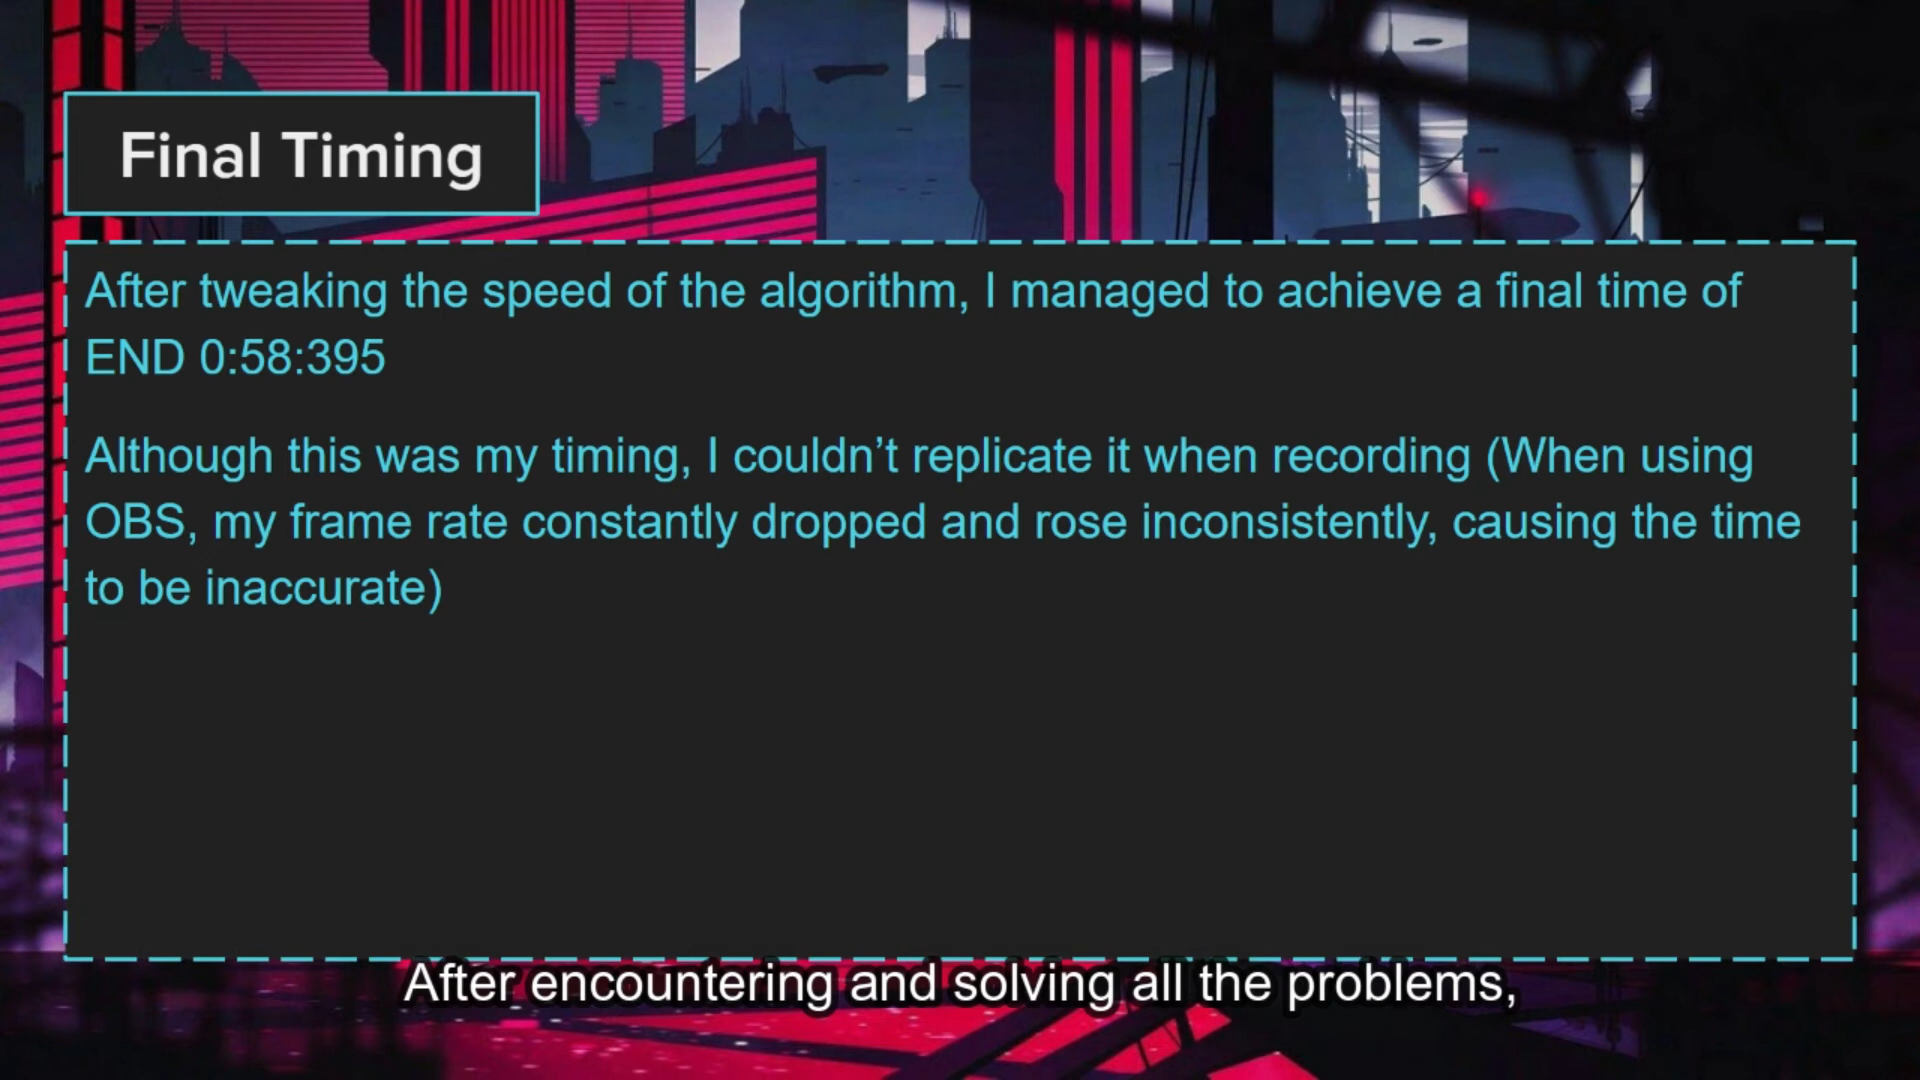 Final Timing
After tweaking the speed of the algorithm, I managed to achieve a final time of
END 0:58:395
Although this was my timing, I couldn’t replicate it when recording (When using
OBS, my frame rate constantly dropped and rose inconsistently, causing the time
to be inaccurate)
After encountering and solving all the problems,